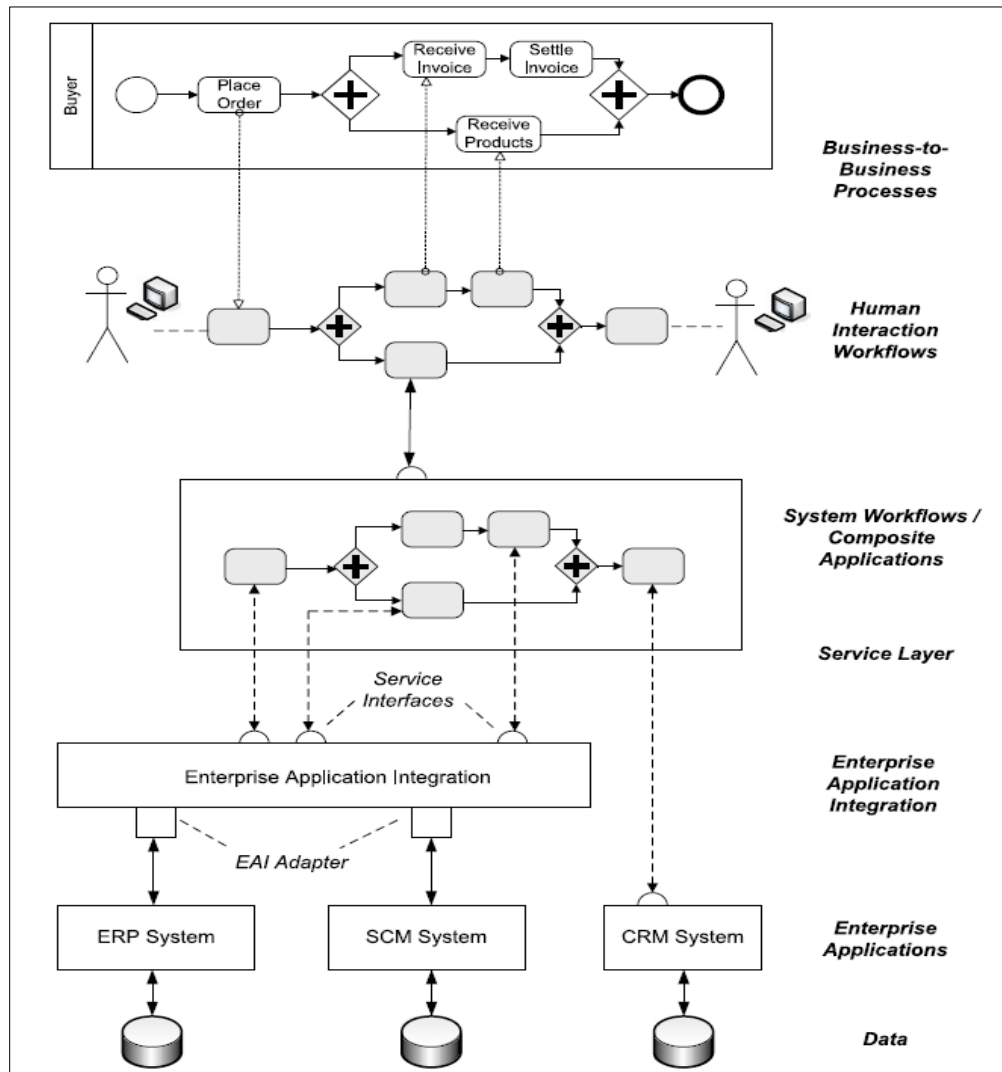 Buyer
Place
Order
Receive
Invoice
Settle
Invoice
Receive
Products
Business-to-
Business
Processes
Human
Interaction
Workflows
System Workflows /
Composite
Applications
Service Layer
Service
Interfaces
Enterprise Application Integration
Enterprise
Application
Integration
EAI Adapter
ERP System
SCM System
CRM System
Enterprise
Applications
Data